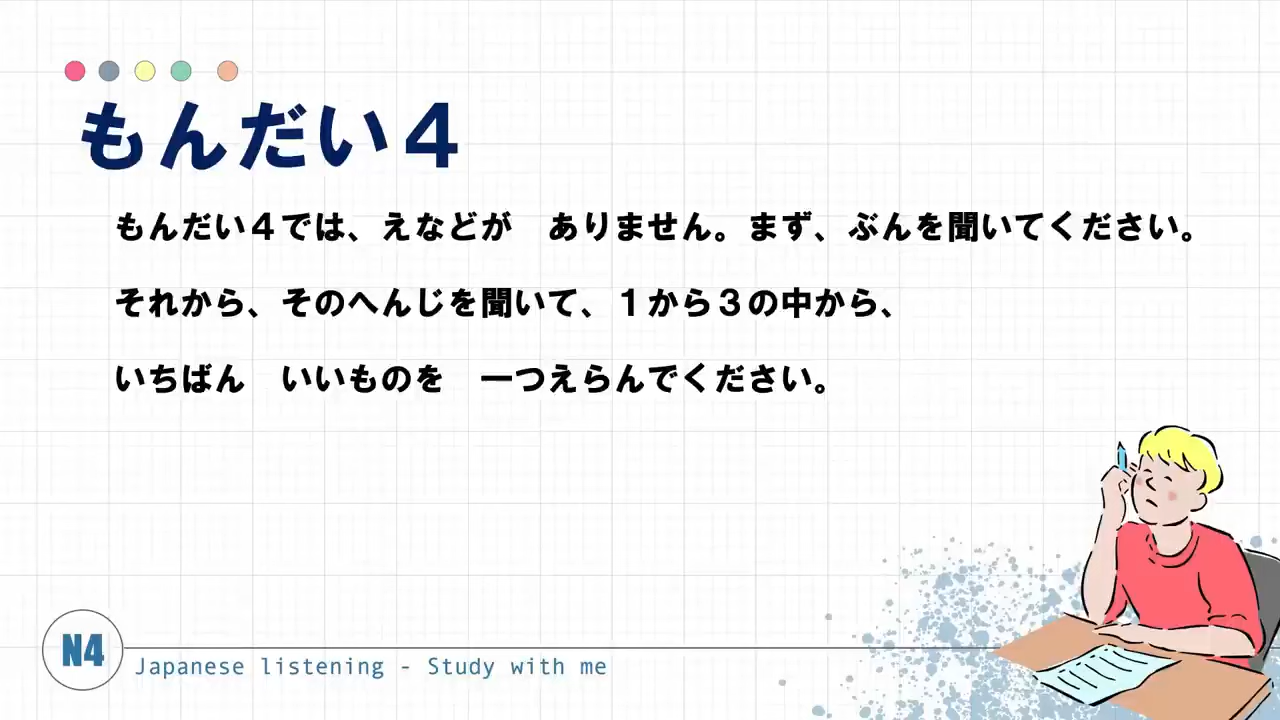 もんだい４
もんだい４では、えなどが　ありません。まず、ぶんを聞いてください。
それから、そのへんじを聞いて、１から３の中から、
いちばん　いいものを　一つえらんでください。
N4
Japanese listening - Study with me